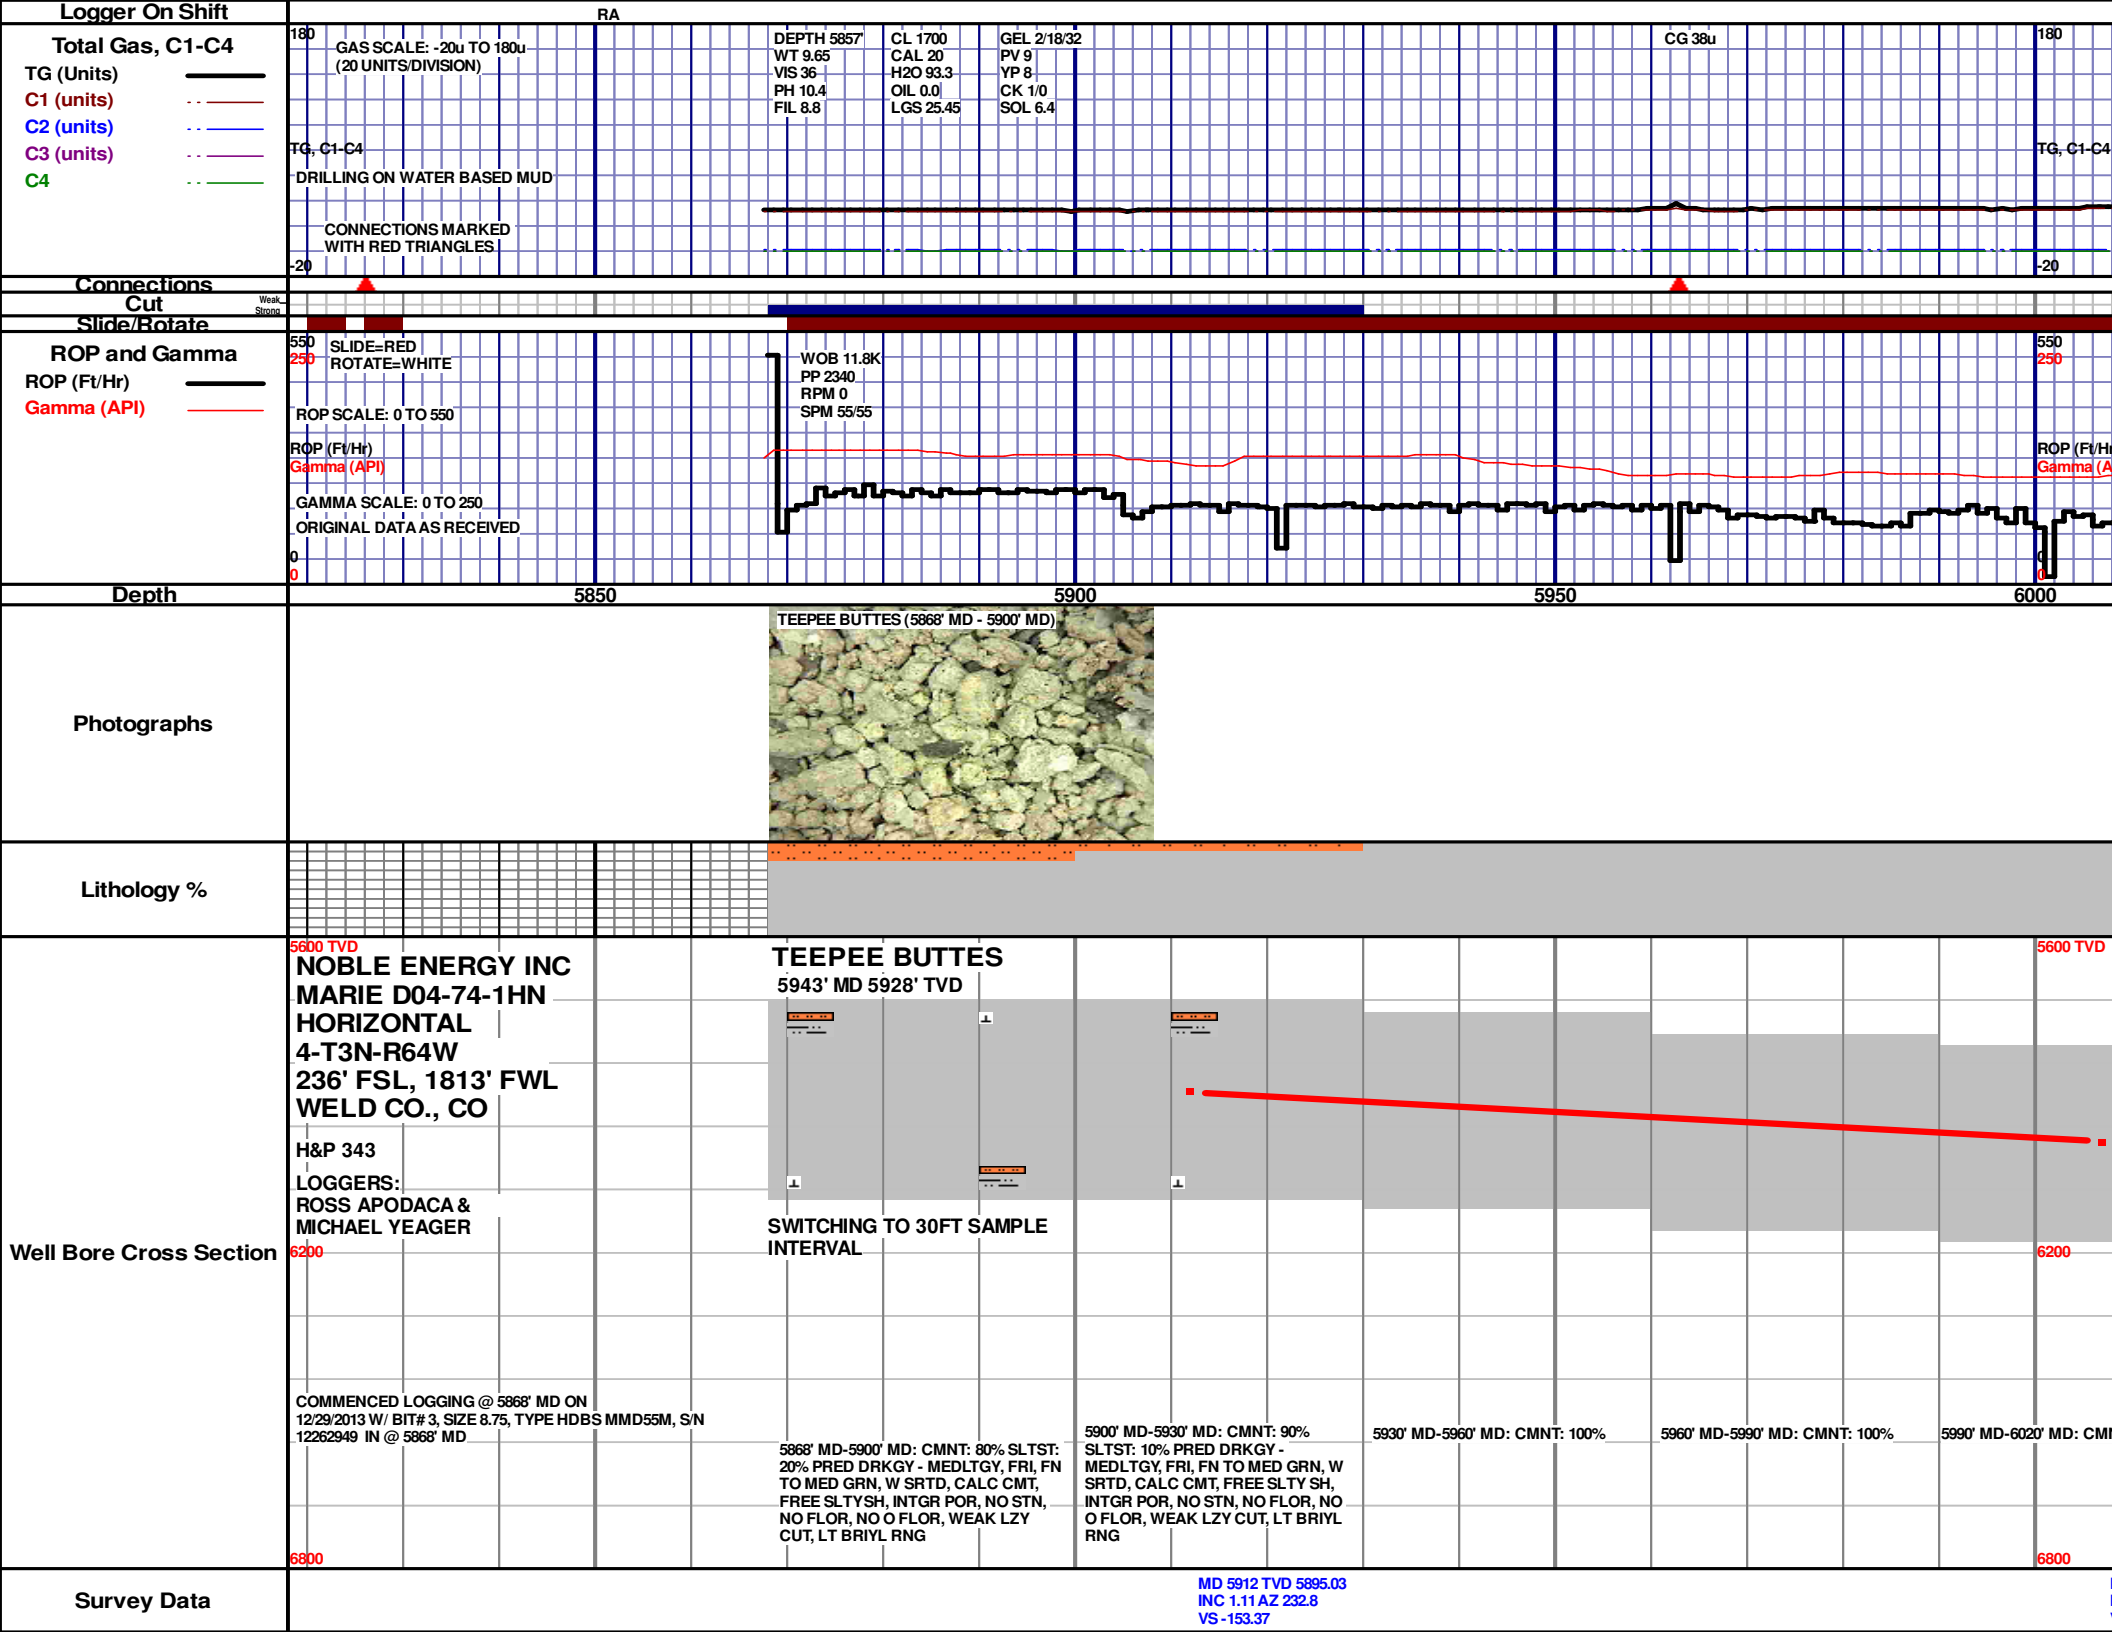 Logger On Shift
RA
Total Gas, C1-C4
TG (Units)
C1 (units)
C2 (units)
C3 (units)
C4
180
GAS SCALE: -20u TO 180u
(20 UNITS/DIVISION)
TG, C1-C4
DRILLING ON WATER BASED MUD
CONNECTIONS MARKED
WITH RED TRIANGLES
-20
DEPTH 5857'
WT 9.65
VIS 36
PH 10.4
FIL 8.8
CL 1700
CAL 20
H2O 93.3
OIL 0.0
LGS 25.45
GEL 2/18/32
PV 9
YP 8
CK 1/0
SOL 6.4
CG 38u
180
TG, C1-C4
-20
Connections
Cut
Weak
Strong
Slide/Rotate
ROP and Gamma
ROP (Ft/Hr)
Gamma (API)
550
250
SLIDE=RED
ROTATE=WHITE
ROP SCALE: 0 TO 550
ROP (Ft/Hr)
Gamma (API)
GAMMA SCALE: 0 TO 250
ORIGINAL DATA AS RECEIVED
0
0
WOB 11.8K
PP 2340
RPM 0
SPM 55/55
550
250
ROP (Ft/Hr
Gamma (A
0
0
Depth
5850
5900
5950
6000
Photographs
TEEPEE BUTTES (5868' MD - 5900' MD)
Lithology %
Well Bore Cross Section
5600 TVD
NOBLE ENERGY INC
MARIE D04-74-1HN
HORIZONTAL
4-T3N-R64W
236' FSL, 1813' FWL
WELD CO., CO
H&P 343
LOGGERS:
ROSS APODACA &
MICHAEL YEAGER
6200
COMMENCED LOGGING @ 5868' MD ON
12/29/2013 W/ BIT# 3, SIZE 8.75, TYPE HDBS MMD55M, S/N
12262949 IN @ 5868' MD
6800
TEEPEE BUTTES
5943' MD 5928' TVD
SWITCHING TO 30FT SAMPLE
INTERVAL
5868' MD-5900' MD: CMNT: 80% SLTST:
20% PRED DRKGY - MEDLTGY, FRI, FN
TO MED GRN, W SRTD, CALC CMT,
FREE SLTYSH, INTGR POR, NO STN,
NO FLOR, NO O FLOR, WEAK LZY
CUT, LT BRIYL RNG
5900' MD-5930' MD: CMNT: 90%
SLTST: 10% PRED DRKGY -
MEDLTGY, FRI, FN TO MED GRN, W
SRTD, CALC CMT, FREE SLTY SH,
INTGR POR, NO STN, NO FLOR, NO
O FLOR, WEAK LZY CUT, LT BRIYL
RNG
5930' MD-5960' MD: CMNT: 100%
5960' MD-5990' MD: CMNT: 100%
5990' MD-6020' MD: CMN
5600 TVD
6200
6800
Survey Data
MD 5912 TVD 5895.03
INC 1.11 AZ 232.8
VS -153.37